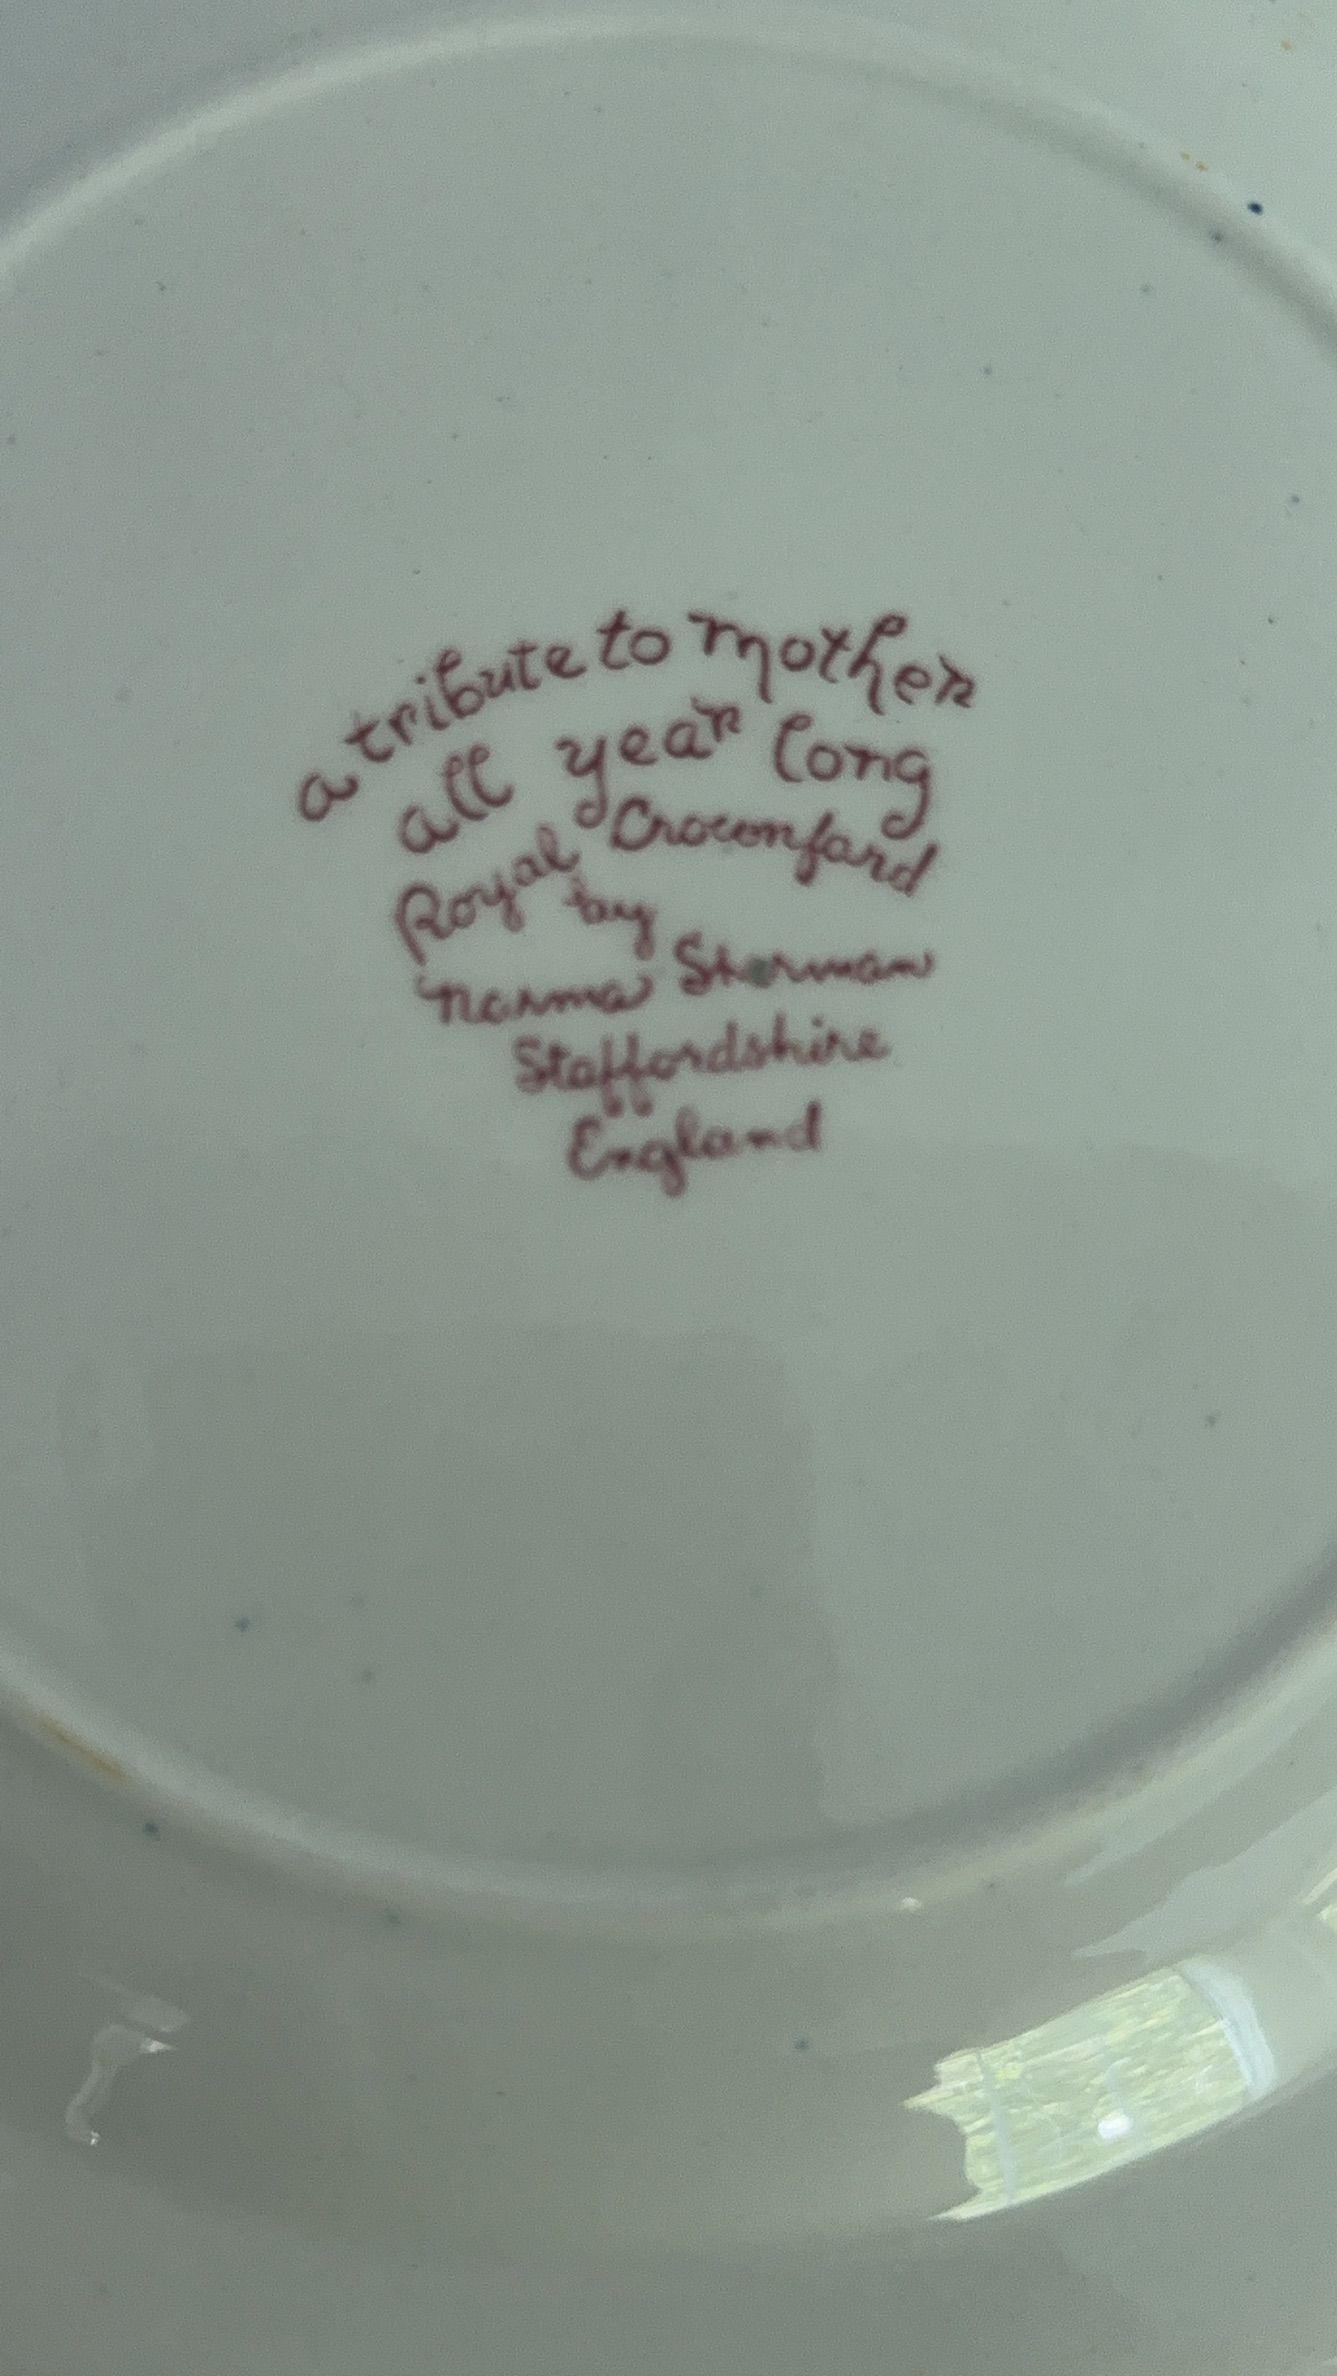 a tribute to mother
all year long
Royal Crownford
by
Norma Sherman
Staffordshire
England